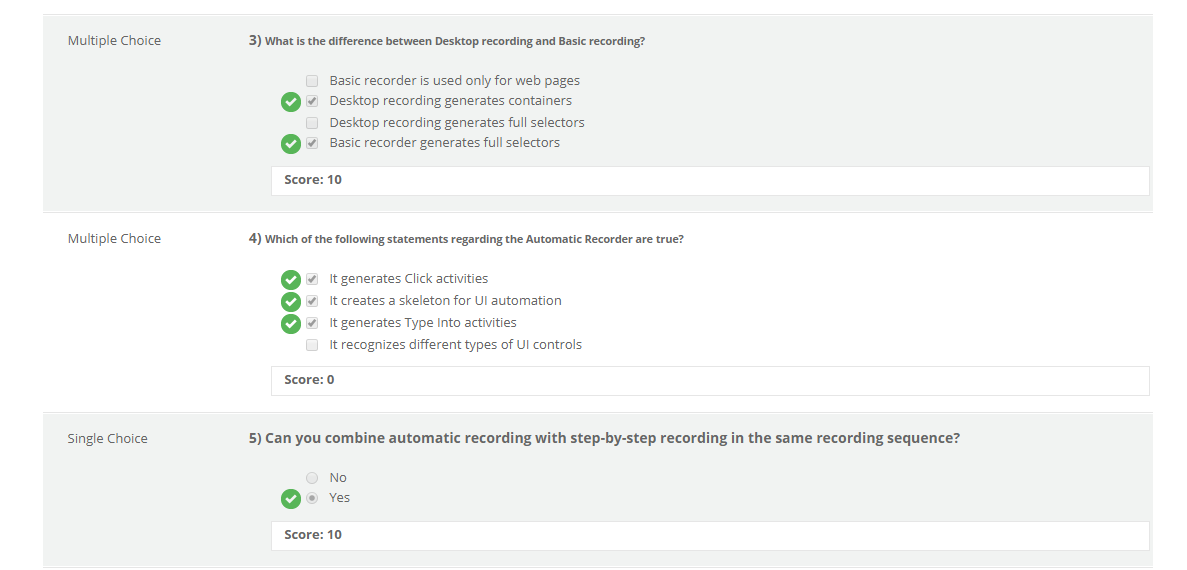 Multiple Choice
3) What is the difference between Desktop recording and Basic recording?
Basic recorder is used only for web pages
Desktop recording generates containers
Desktop recording generates full selectors
Basic recorder generates full selectors
Score: 10
Multiple Choice
4) Which of the following statements regarding the Automatic Recorder are true?
It generates Click activities
It creates a skeleton for UI automation
It generates Type Into activities
It recognizes different types of UI controls
Score: 0
Single Choice
5) Can you combine automatic recording with step-by-step recording in the same recording sequence?
No
Yes
Score: 10